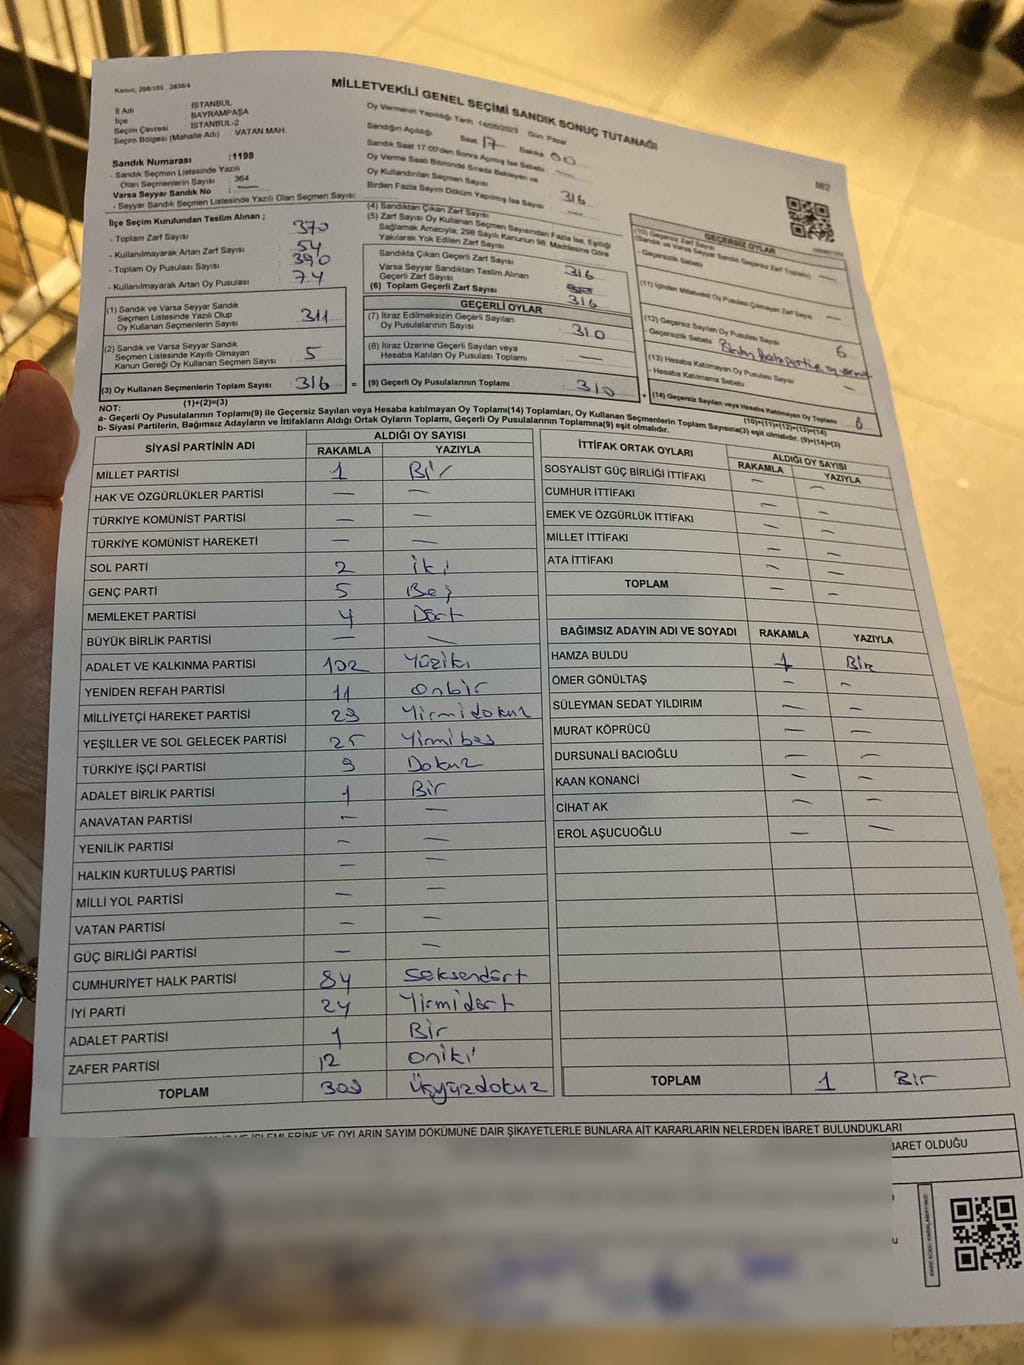 Kanun, 298/105 , 2839/4
MİLLETVEKİLİ GENEL SEÇİMİ SANDIK SONUÇ TUTANAĞI
İl Adı : İSTANBUL
İlçe : BAYRAMPAŞA
Seçim Çevresi : İSTANBUL-2
Seçim Bölgesi (Mahalle Adı) : VATAN MAH.
Sandık Numarası :1198
- Sandık Seçmen Listesinde Yazılı
Olan Seçmenlerin Sayısı : 364
Varsa Seyyar Sandık No : —
- Seyyar Sandık Seçmen Listesinde Yazılı Olan Seçmen Sayısı:
Oy Vermenin Yapıldığı Tarih 14/05/2023 Gün: Pazar
Sandığın Açıldığı Saat 17 Dakika 00
Sandık Saat 17:00'den Sonra Açılmış İse Sebebi : —
Oy Verme Saati Bitiminde Sırada Bekleyen ve
Oy Kullandırılan Seçmen Sayısı
Birden Fazla Sayım Döküm Yapılmış İse Sayısı
(4) Sandıktan Çıkan Zarf Sayısı 316
(5) Zarf Sayısı Oy Kullanan Seçmen Sayısından Fazla İse, Eşitliği —
Sağlamak Amacıyla; 298 Sayılı Kanunun 98. Maddesine Göre
Yakılarak Yok Edilen Zarf Sayısı
İlçe Seçim Kurulundan Teslim Alınan ;
- Toplam Zarf Sayısı 370
- Kullanılmayarak Artan Zarf Sayısı 54
- Toplam Oy Pusulası Sayısı 390
- Kullanılmayarak Artan Oy Pusulası 74
Sandıkta Çıkan Geçerli Zarf Sayısı 316
Varsa Seyyar Sandıktan Teslim Alınan
Geçerli Zarf Sayısı
(6) Toplam Geçerli Zarf Sayısı 316
(1) Sandık ve Varsa Seyyar Sandık
Seçmen Listesinde Yazılı Olup
Oy Kullanan Seçmenlerin Sayısı 311
(2) Sandık ve Varsa Seyyar Sandık
Seçmen Listesinde Kayıtlı Olmayan
Kanun Gereği Oy Kullanan Seçmen Sayısı 5
(3) Oy Kullanan Seçmenlerin Toplam Sayısı 316 =
(1)+(2)=(3)
GEÇERLİ OYLAR
(7) İtiraz Edilmeksizin Geçerli Sayılan
Oy Pusulalarının Sayısı 310
(8) İtiraz Üzerine Geçerli Sayılan veya
Hesaba Katılan Oy Pusulası Toplamı —
(9) Geçerli Oy Pusulalarının Toplamı 310 +
GEÇERSİZ OYLAR
(10) Geçersiz Zarf Sayısı
(Sandık ve Varsa Seyyar Sandık Geçersiz Zarf Toplamı) —
- Geçersizlik Sebebi:
(11) İçinden Milletvekili Oy Pusulası Çıkmayan Zarf Sayısı —
(12) Geçersiz Sayılan Oy Pusulası Sayısı 6
- Geçersizlik Sebebi: Birden fazla partiye
(13) Hesaba Katılmayan Oy Pusulası Sayısı —
- Hesaba Katılmama Sebebi
(14) Geçersiz Sayılan veya Hesaba Katılmayan Oy Toplamı
(10)+(11)+(12)+(13)=(14)
NOT:
a- Geçerli Oy Pusulalarının Toplamı(9) ile Geçersiz Sayılan veya Hesaba katılmayan Oy Toplamı(14) Toplamları, Oy Kullanan Seçmenlerin Toplam Sayısına(3) eşit olmalıdır. (9)+(14)=(3)
b- Siyasi Partilerin, Bağımsız Adayların ve İttifakların Aldığı Ortak Oyların Toplamı, Geçerli Oy Pusulalarının Toplamına(9) eşit olmalıdır.
SİYASİ PARTİNİN ADI ALDIĞI OY SAYISI
RAKAMLA YAZIYLA
MİLLET PARTİSİ 1 Bir
HAK VE ÖZGÜRLÜKLER PARTİSİ — —
TÜRKİYE KOMÜNİST PARTİSİ — —
TÜRKİYE KOMÜNİST HAREKETİ — —
SOL PARTİ 2 İki
GENÇ PARTİ 5 Beş
MEMLEKET PARTİSİ 4 Dört
BÜYÜK BİRLİK PARTİSİ — —
ADALET VE KALKINMA PARTİSİ 102 Yüziki
YENİDEN REFAH PARTİSİ 11 Onbir
MİLLİYETÇİ HAREKET PARTİSİ 29 Yirmidokuz
YEŞİLLER VE SOL GELECEK PARTİSİ 25 Yirmibeş
TÜRKİYE İŞÇİ PARTİSİ 9 Dokuz
ADALET BİRLİK PARTİSİ 1 Bir
ANAVATAN PARTİSİ — —
YENİLİK PARTİSİ — —
HALKIN KURTULUŞ PARTİSİ — —
MİLLİ YOL PARTİSİ — —
VATAN PARTİSİ — —
GÜÇ BİRLİĞİ PARTİSİ — —
CUMHURİYET HALK PARTİSİ 84 Seksendört
İYİ PARTİ 24 Yirmidört
ADALET PARTİSİ 1 Bir
ZAFER PARTİSİ 12 oniki
TOPLAM 309 Üçyüzdokuz
İTTİFAK ORTAK OYLARI ALDIĞI OY SAYISI
RAKAMLA YAZIYLA
SOSYALİST GÜÇ BİRLİĞİ İTTİFAKI — —
CUMHUR İTTİFAKI — —
EMEK VE ÖZGÜRLÜK İTTİFAKI — —
MİLLET İTTİFAKI — —
ATA İTTİFAKI — —
TOPLAM — —
BAĞIMSIZ ADAYIN ADI VE SOYADI RAKAMLA YAZIYLA
HAMZA BULDU 1 Bir
ÖMER GÖNÜLTAŞ — —
SÜLEYMAN SEDAT YILDIRIM — —
MURAT KÖPRÜCÜ — —
DURSUNALİ BACIOĞLU — —
KAAN KONANCİ — —
CİHAT AK — —
EROL AŞUCUOĞLU — —
TOPLAM 1 Bir
VE İŞLEMLERİNE VE OYLARIN SAYIM DÖKÜMÜNE DAİR ŞİKAYETLERLE BUNLARA AİT KARARLARIN NELERDEN İBARET BULUNDUKLARI
İBARET OLDUĞU